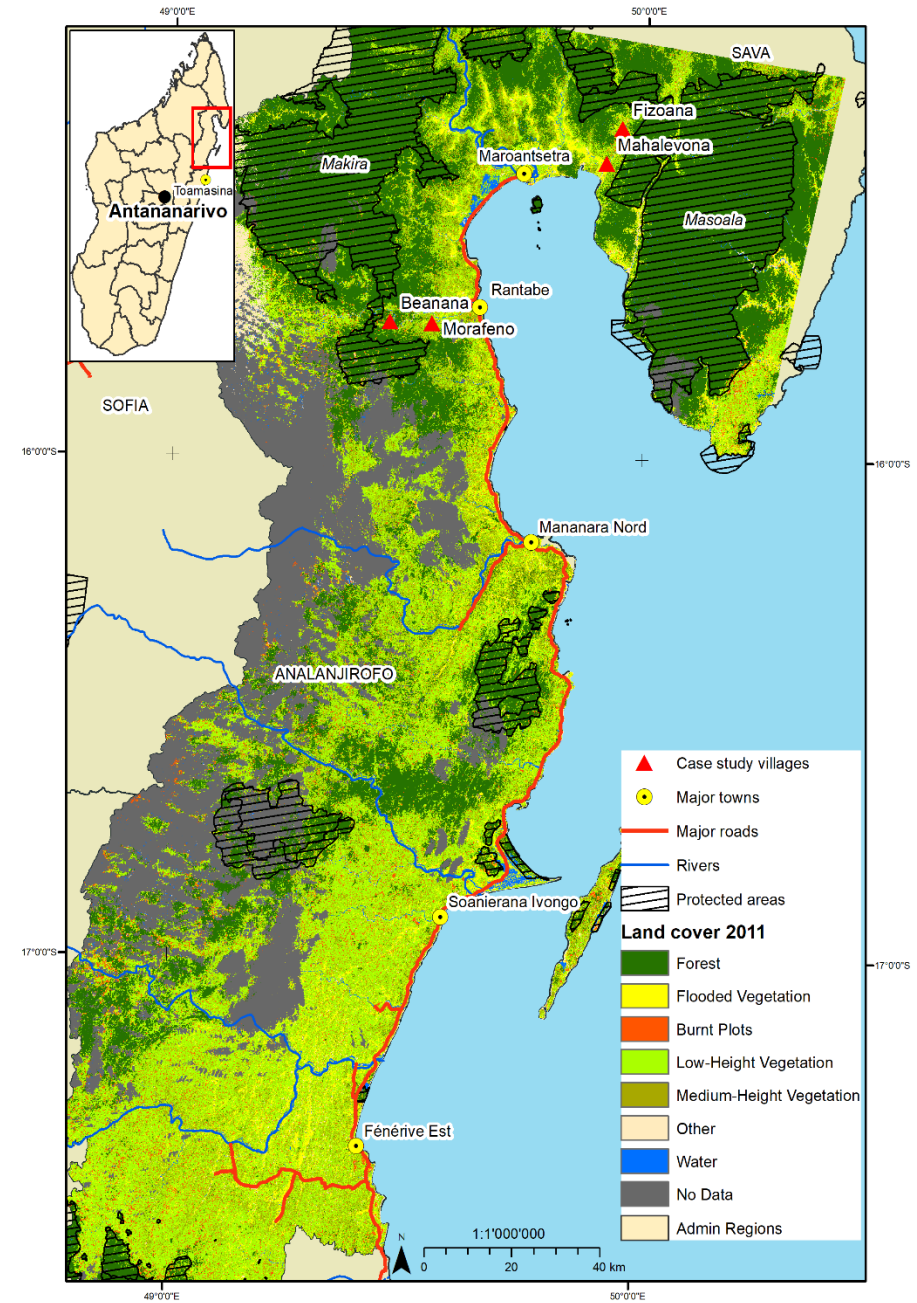 49°0'0"E
50°0'0"E
SAVA
Fizoana
Mahalevona
Maroantsetra
Makira
Masoala
Toamasina
Antananarivo
Beanana
Rantabe
Morafeno
SOFIA
16°0'0"S
16°0'0"S
Mananara Nord
ANALANJIROFO
Case study villages
Major towns
Major roads
Rivers
Protected areas
Soanierana Ivongo
Land cover 2011
17°0'0"S
17°0'0"S
Forest
Flooded Vegetation
Burnt Plots
Low-Height Vegetation
Medium-Height Vegetation
Other
Fénérive Est
Water
No Data
Admin Regions
N
1:1'000'000
0 20 40 km
49°0'0"E
50°0'0"E